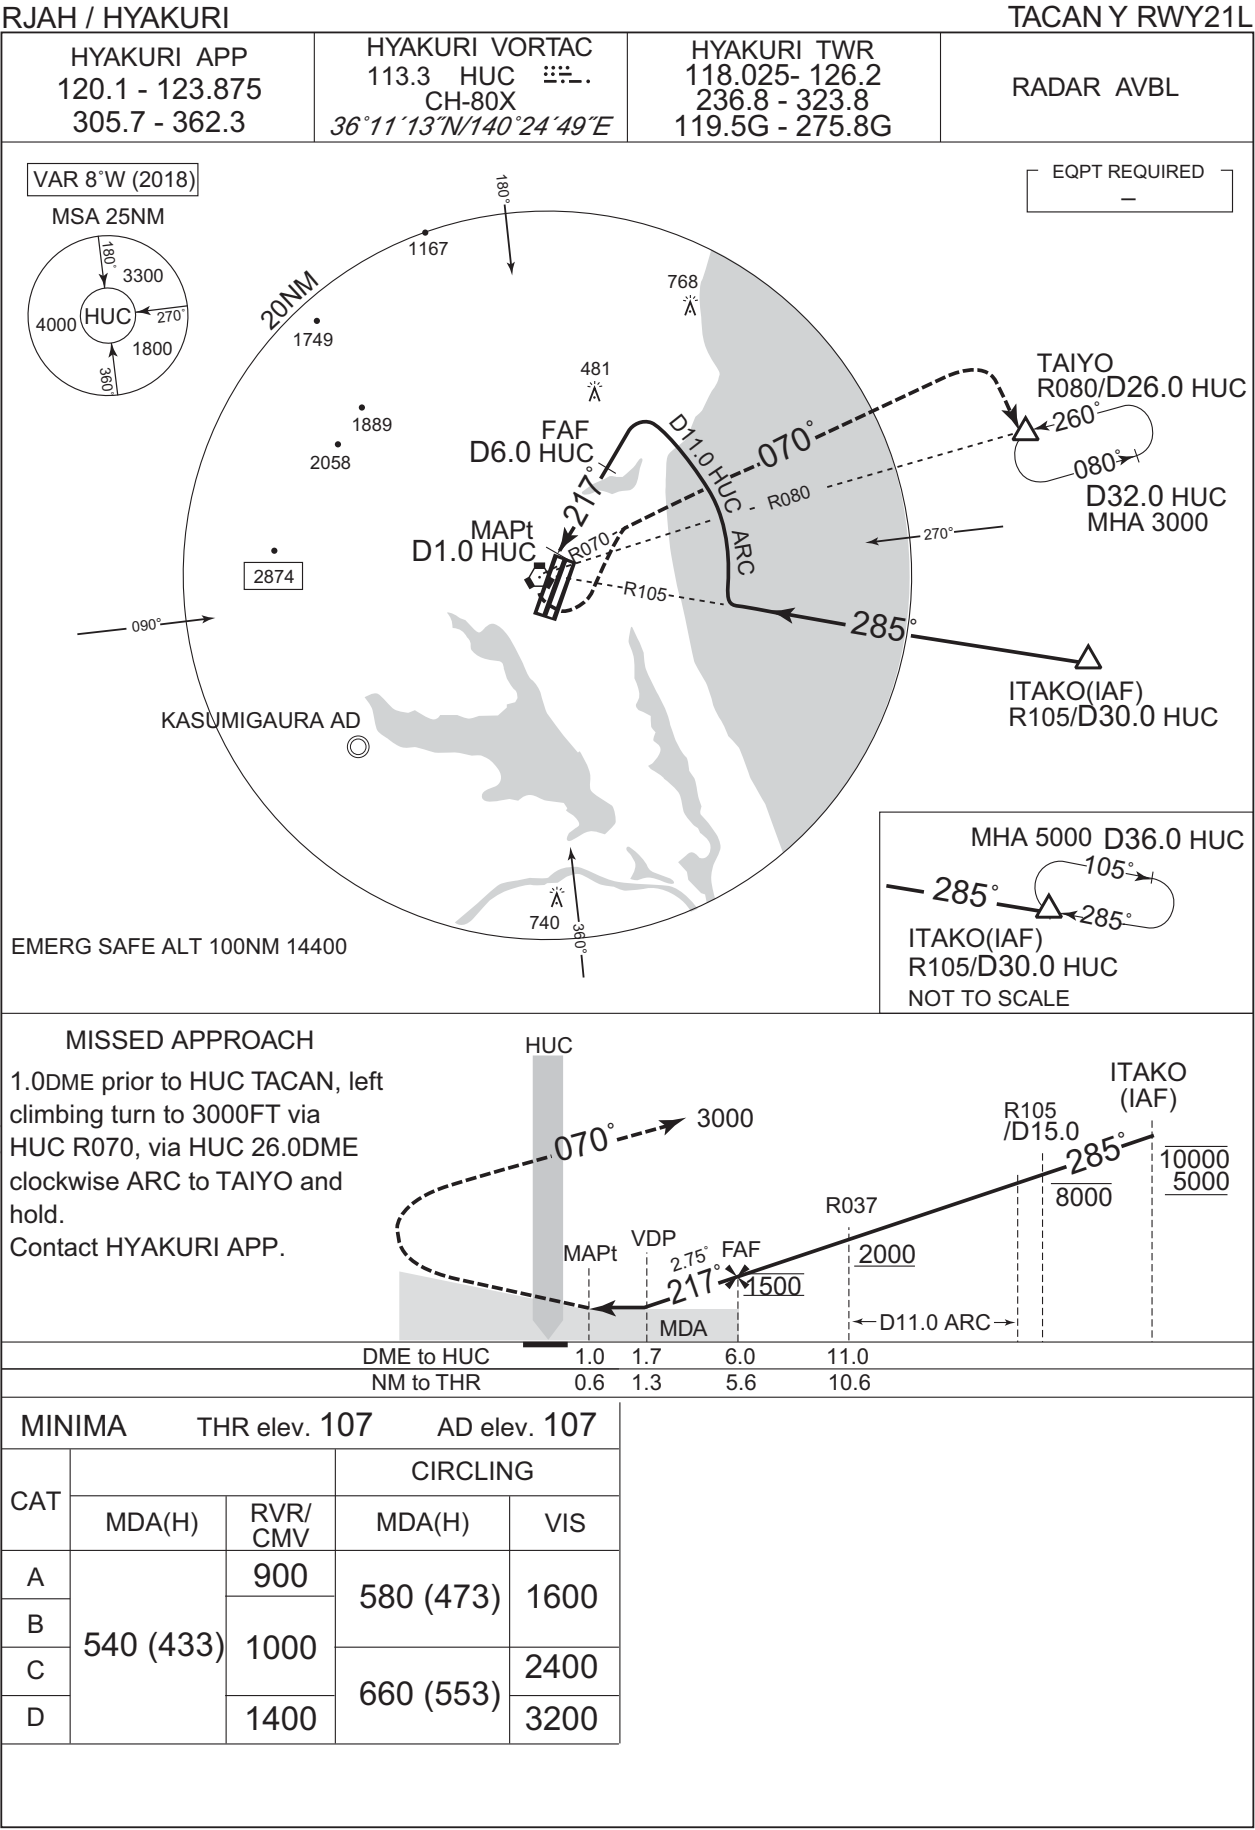 RJAH / HYAKURI
TACAN Y RWY21L
HYAKURI APP
120.1 - 123.875
305.7 - 362.3
HYAKURI VORTAC
113.3 HUC
CH-80X
36°11´13˝N/140°24´49˝E
HYAKURI TWR
118.025- 126.2
236.8 - 323.8
119.5G - 275.8G
RADAR AVBL
VAR 8°W (2018)
MSA 25NM
180°
3300
4000
HUC
270°
1800
360°
EQPT REQUIRED
–
180°
1167
20NM
1749
768
481
1889
2058
FAF
D6.0 HUC
217°
D11.0 HUC ARC
070°
TAIYO
R080/D26.0 HUC
260°
080°
D32.0 HUC
MHA 3000
R080
MAPt
D1.0 HUC
R070
270°
2874
R105
090°
285°
ITAKO(IAF)
R105/D30.0 HUC
KASUMIGAURA AD
740
360°
EMERG SAFE ALT 100NM 14400
MHA 5000 D36.0 HUC
105°
285°
285°
ITAKO(IAF)
R105/D30.0 HUC
NOT TO SCALE
MISSED APPROACH
1.0DME prior to HUC TACAN, left
climbing turn to 3000FT via
HUC R070, via HUC 26.0DME
clockwise ARC to TAIYO and
hold.
Contact HYAKURI APP.
HUC
070°
3000
MAPt
VDP
2.75°
217°
FAF
1500
MDA
R037
2000
D11.0 ARC
R105
/D15.0
285°
8000
ITAKO
(IAF)
10000
5000
DME to HUC 1.0 1.7 6.0 11.0
NM to THR 0.6 1.3 5.6 10.6
MINIMA THR elev. 107 AD elev. 107
CAT
CIRCLING
MDA(H)
RVR/
CMV
MDA(H)
VIS
A
B
C
D
540 (433)
900
1000
1400
580 (473)
660 (553)
1600
2400
3200